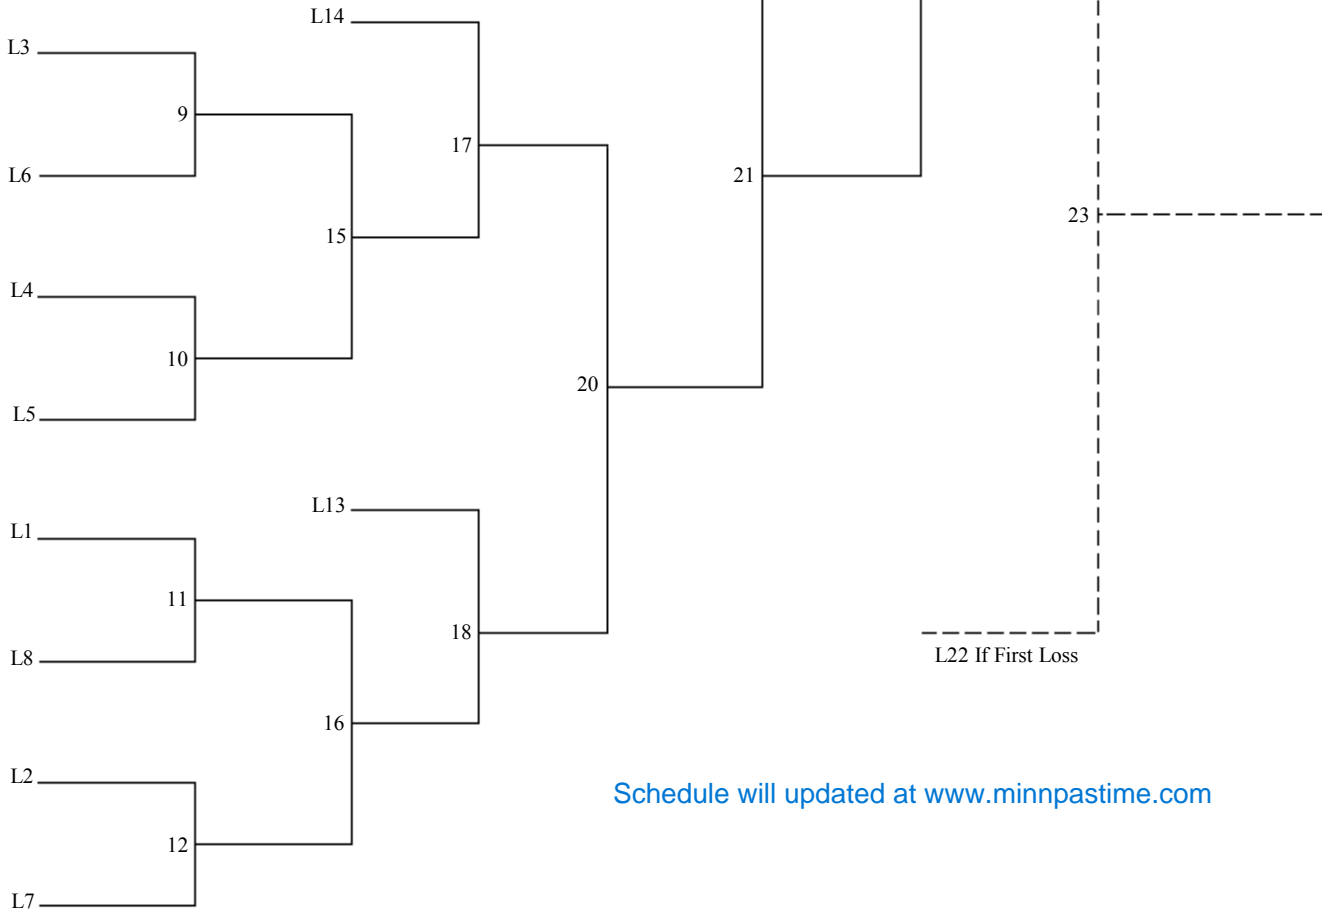 L14
L3
9
17
L6
21
23
15
L4
10
20
L5
L13
L1
11
18
L8
L22 If First Loss
16
L2
Schedule will updated at www.minnpastime.com
12
L7